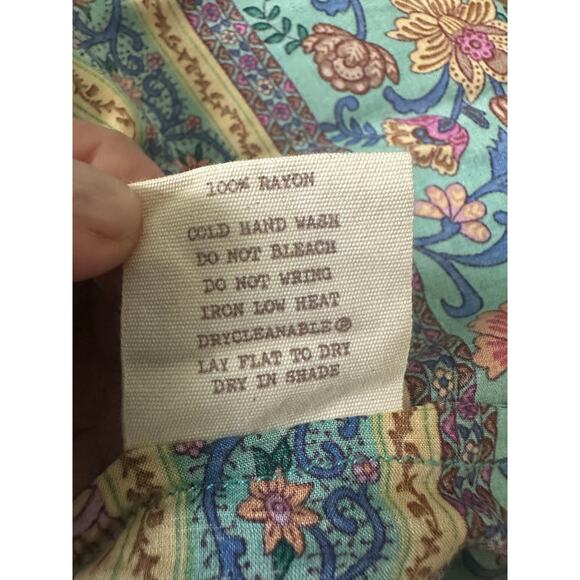 100% RAYON
COLD HAND WASH
DO NOT BLEACH
DO NOT WRING
IRON LOW HEAT
DRYCLEANABLE Ⓟ
LAY FLAT TO DRY
DRY IN SHADE